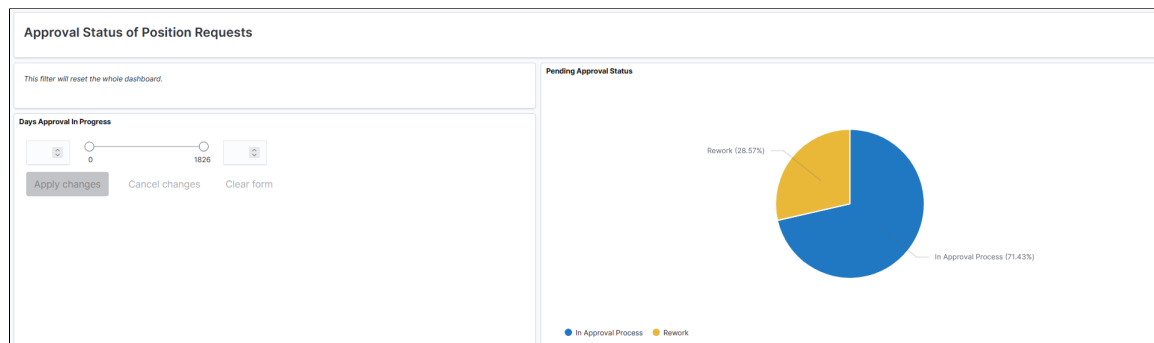 Approval Status of Position Requests
This filter will reset the whole dashboard.
Days Approval In Progress
0
1826
Apply changes
Cancel changes
Clear form
Pending Approval Status
Rework (28.57%)
In Approval Process (71.43%)
In Approval Process
Rework